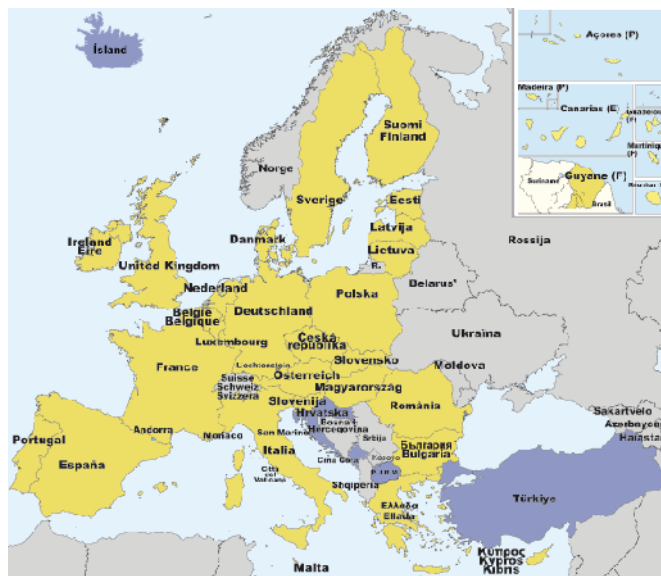 Ísland
Açores (P)
Madeira (P)
Canarias (E)
Guyane (F)
Suriname
Brasil
Suomi
Finland
Norge
Sverige
Eesti
Latvija
Lietuva
R.
Danmark
Ireland
Éire
United Kingdom
Nederland
België
Belgique
Luxembourg
Deutschland
Polska
Belarus'
Rossija
Ukraïna
Moldova
Česká
republika
Slovensko
Liechtenstein
Österreich
Suisse
Schweiz
Svizzera
Magyarország
France
Slovenija
Hrvatska
Bosna i
Hercegovina
România
Srbija
Kosovo
Crna Gora
Shqipëria
България
Bulgaria
Andorra
Monaco
San Marino
Italia
Città
del
Vaticano
Portugal
España
Ελλάδα
Ellada
Türkiye
Sakartvelo
Κύπρος
Kypros
Kıbrıs
Malta